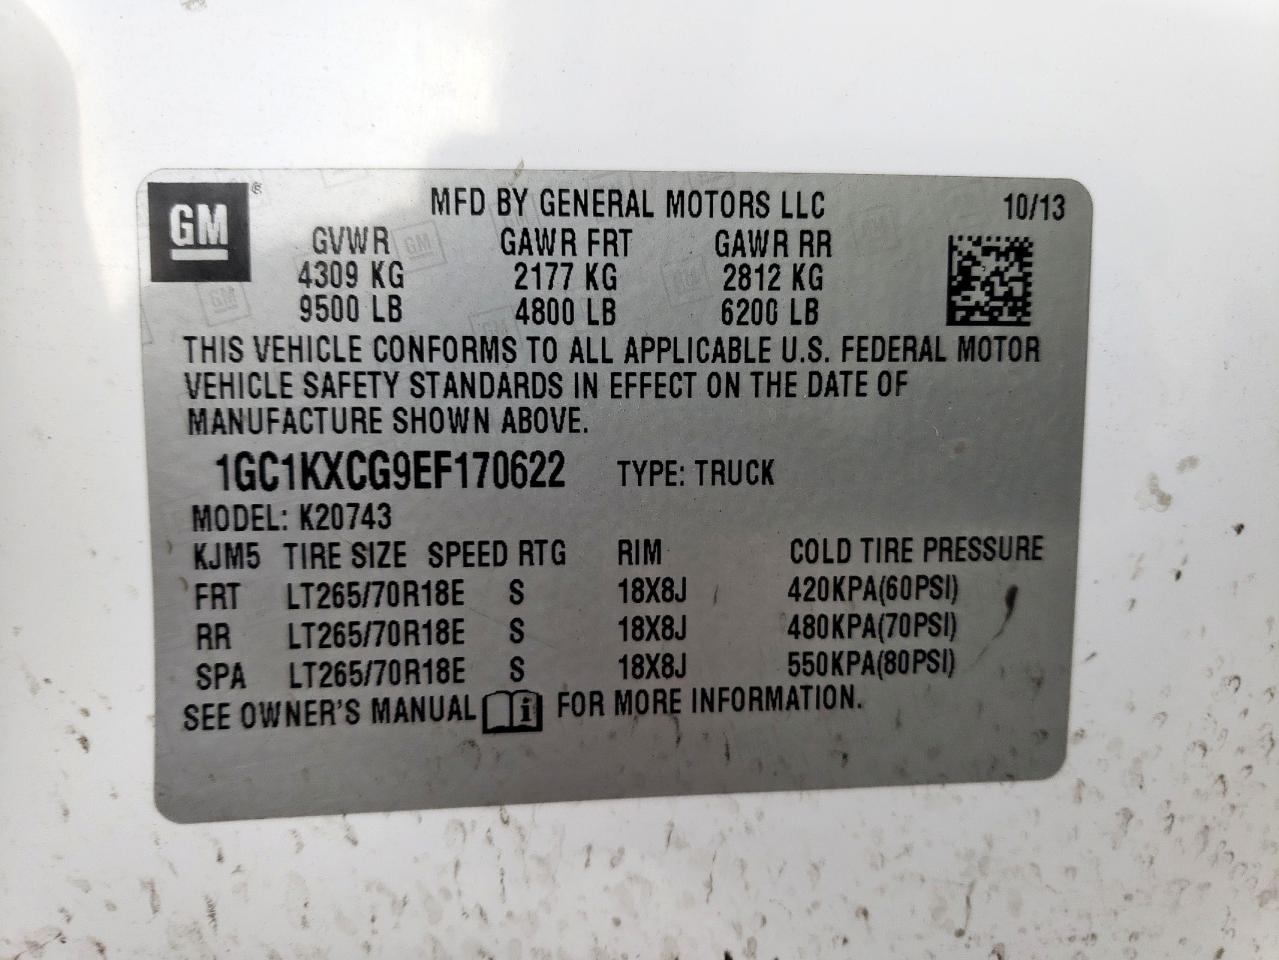 GM ®
MFD BY GENERAL MOTORS LLC 10/13
GVWR GAWR FRT GAWR RR
4309 KG 2177 KG 2812 KG
9500 LB 4800 LB 6200 LB
THIS VEHICLE CONFORMS TO ALL APPLICABLE U.S. FEDERAL MOTOR
VEHICLE SAFETY STANDARDS IN EFFECT ON THE DATE OF
MANUFACTURE SHOWN ABOVE.
1GC1KXCG9EF170622 TYPE: TRUCK
MODEL: K20743
KJM5 TIRE SIZE SPEED RTG RIM COLD TIRE PRESSURE
FRT LT265/70R18E S 18X8J 420KPA(60PSI)
RR LT265/70R18E S 18X8J 480KPA(70PSI)
SPA LT265/70R18E S 18X8J 550KPA(80PSI)
SEE OWNER'S MANUAL i FOR MORE INFORMATION.